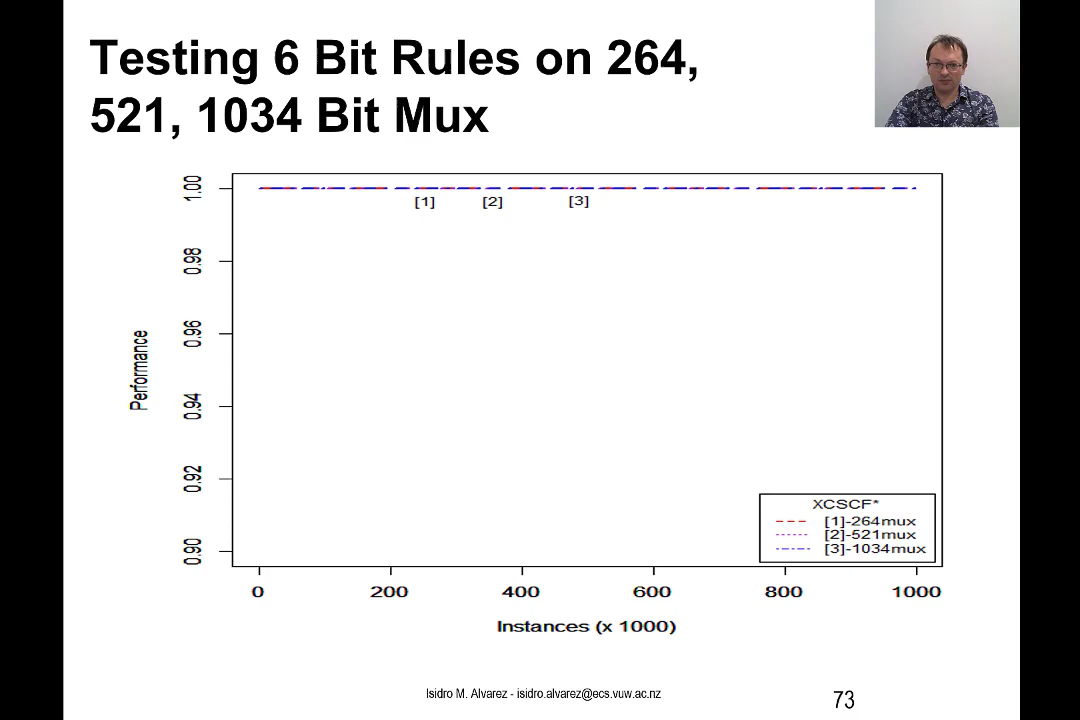 Testing 6 Bit Rules on 264,
521, 1034 Bit Mux
1.00
0.98
0.96
0.94
0.92
0.90
Performance
[1]
[2]
[3]
XCSCF*
[1]-264mux
[2]-521mux
[3]-1034mux
0
200
400
600
800
1000
Instances (x 1000)
Isidro M. Alvarez - isidro.alvarez@ecs.vuw.ac.nz
73